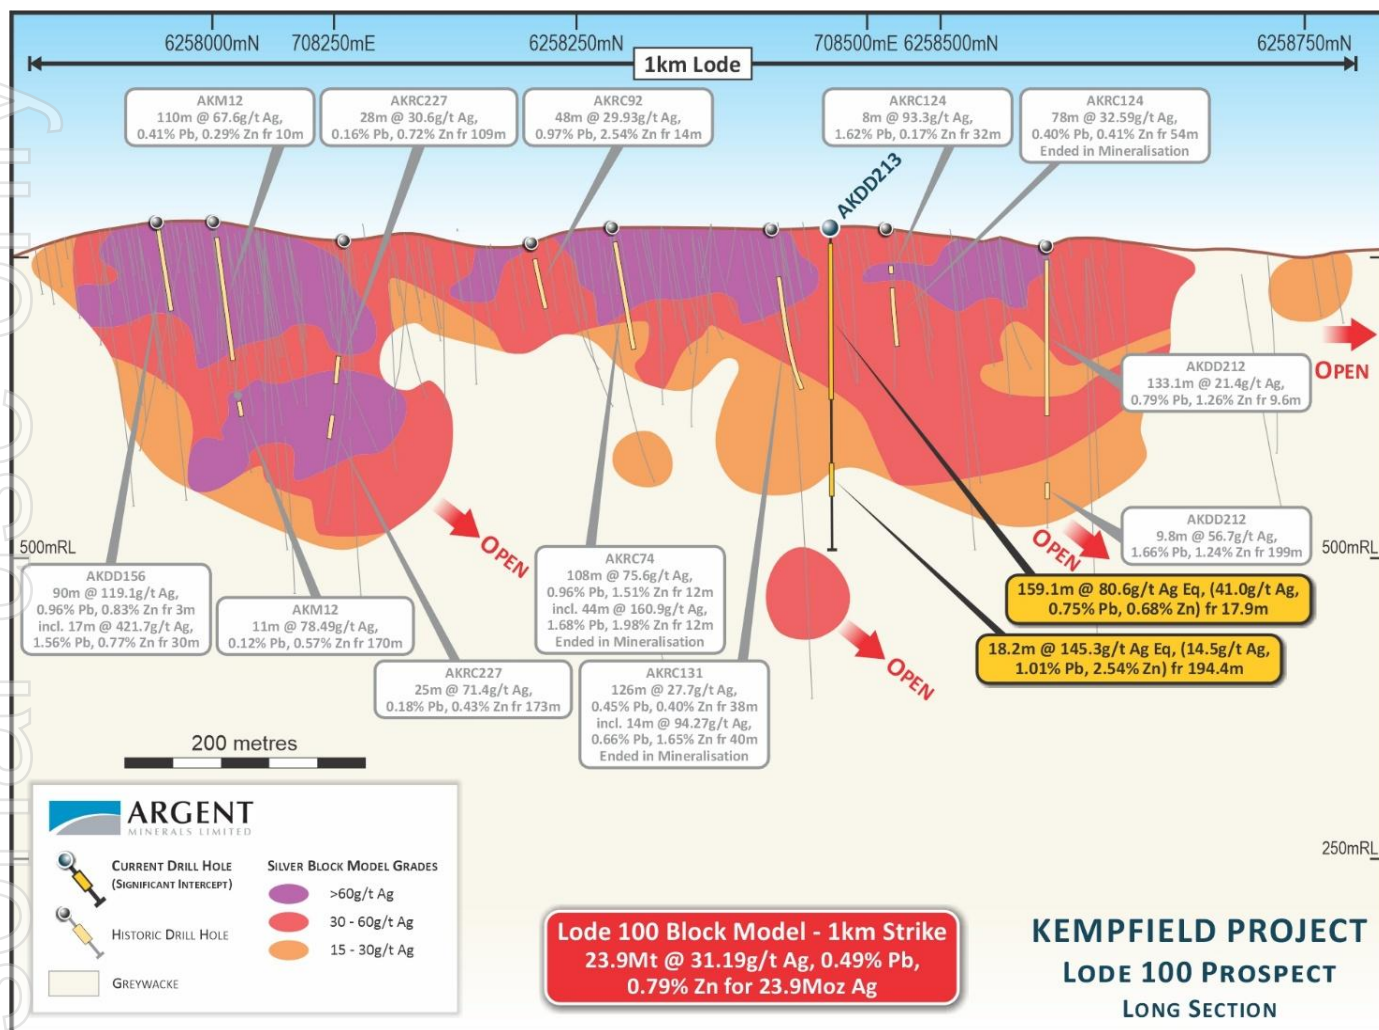 6258000mN 708250mE 6258250mN 708500mE 6258500mN 6258750mN
1km Lode
AKM12
110m @ 67.6g/t Ag,
0.41% Pb, 0.29% Zn fr 10m
AKRC227
28m @ 30.6g/t Ag,
0.16% Pb, 0.72% Zn fr 109m
AKRC92
48m @ 29.93g/t Ag,
0.97% Pb, 2.54% Zn fr 14m
AKRC124
8m @ 93.3g/t Ag,
1.62% Pb, 0.17% Zn fr 32m
AKRC124
78m @ 32.59g/t Ag,
0.40% Pb, 0.41% Zn fr 54m
Ended in Mineralisation
AKDD213
OPEN
AKDD212
133.1m @ 21.4g/t Ag,
0.79% Pb, 1.26% Zn fr 9.6m
AKDD212
9.8m @ 56.7g/t Ag,
1.66% Pb, 1.24% Zn fr 199m
OPEN
OPEN
OPEN
500mRL
500mRL
AKDD156
90m @ 119.1g/t Ag,
0.96% Pb, 0.83% Zn fr 3m
incl. 17m @ 421.7g/t Ag,
1.56% Pb, 0.77% Zn fr 30m
AKM12
11m @ 78.49g/t Ag,
0.12% Pb, 0.57% Zn fr 170m
AKRC227
25m @ 71.4g/t Ag,
0.18% Pb, 0.43% Zn fr 173m
AKRC74
108m @ 75.6g/t Ag,
0.96% Pb, 1.51% Zn fr 12m
incl. 44m @ 160.9g/t Ag,
1.68% Pb, 1.98% Zn fr 12m
Ended in Mineralisation
AKRC131
126m @ 27.7g/t Ag,
0.45% Pb, 0.40% Zn fr 38m
incl. 14m @ 94.27g/t Ag,
0.66% Pb, 1.65% Zn fr 40m
Ended in Mineralisation
159.1m @ 80.6g/t Ag Eq, (41.0g/t Ag,
0.75% Pb, 0.68% Zn) fr 17.9m
18.2m @ 145.3g/t Ag Eq, (14.5g/t Ag,
1.01% Pb, 2.54% Zn) fr 194.4m
200 metres
250mRL
ARGENT
MINERALS LIMITED
CURRENT DRILL HOLE
(SIGNIFICANT INTERCEPT)
HISTORIC DRILL HOLE
GREYWACKE
SILVER BLOCK MODEL GRADES
>60g/t Ag
30 - 60g/t Ag
15 - 30g/t Ag
Lode 100 Block Model - 1km Strike
23.9Mt @ 31.19g/t Ag, 0.49% Pb,
0.79% Zn for 23.9Moz Ag
KEMPFIELD PROJECT
LODE 100 PROSPECT
LONG SECTION